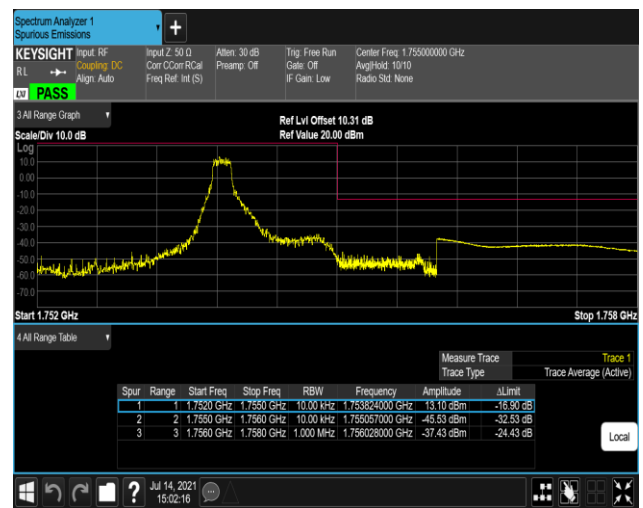 Spectrum Analyzer 1
Spurious Emissions
+
KEYSIGHT Input: RF Input Z: 50 Ω Atten: 30 dB Trig: Free Run Center Freq: 1.755000000 GHz
RL Coupling: DC Corr CCorr RCal Preamp: Off Gate: Off Avg|Hold: 10/10
Align: Auto Freq Ref: Int (S) IF Gain: Low Radio Std: None
LXI PASS
3 All Range Graph
Ref Lvl Offset 10.31 dB
Scale/Div 10.0 dB Ref Value 20.00 dBm
Log
10.0
0.00
-10.0
-20.0
-30.0
-40.0
-50.0
-60.0
-70.0
Start 1.752 GHz Stop 1.758 GHz
4 All Range Table
Measure Trace Trace 1
Trace Type Trace Average (Active)
Spur Range Start Freq Stop Freq RBW Frequency Amplitude ΔLimit
1 1 1.7520 GHz 1.7550 GHz 10.00 kHz 1.753824000 GHz 13.10 dBm -16.90 dB
2 2 1.7550 GHz 1.7560 GHz 10.00 kHz 1.755057000 GHz -45.53 dBm -32.53 dB
3 3 1.7560 GHz 1.7580 GHz 1.000 MHz 1.756028000 GHz -37.43 dBm -24.43 dB
Local
? Jul 14, 2021
15:02:16